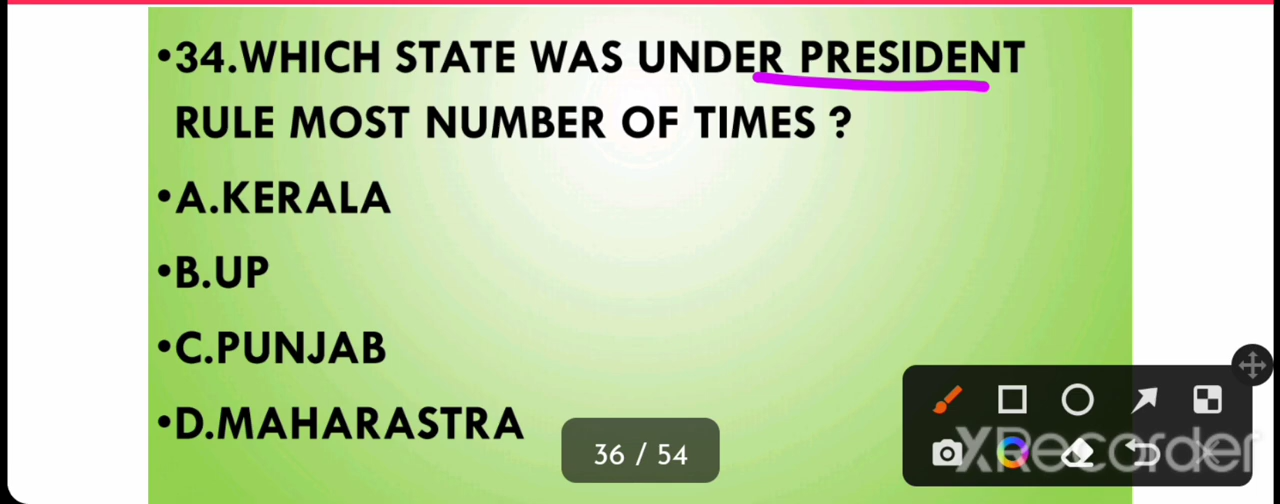 •34.WHICH STATE WAS UNDER PRESIDENT
RULE MOST NUMBER OF TIMES ?
•A.KERALA
•B.UP
•C.PUNJAB
•D.MAHARASTRA
36 / 54
XRecorder